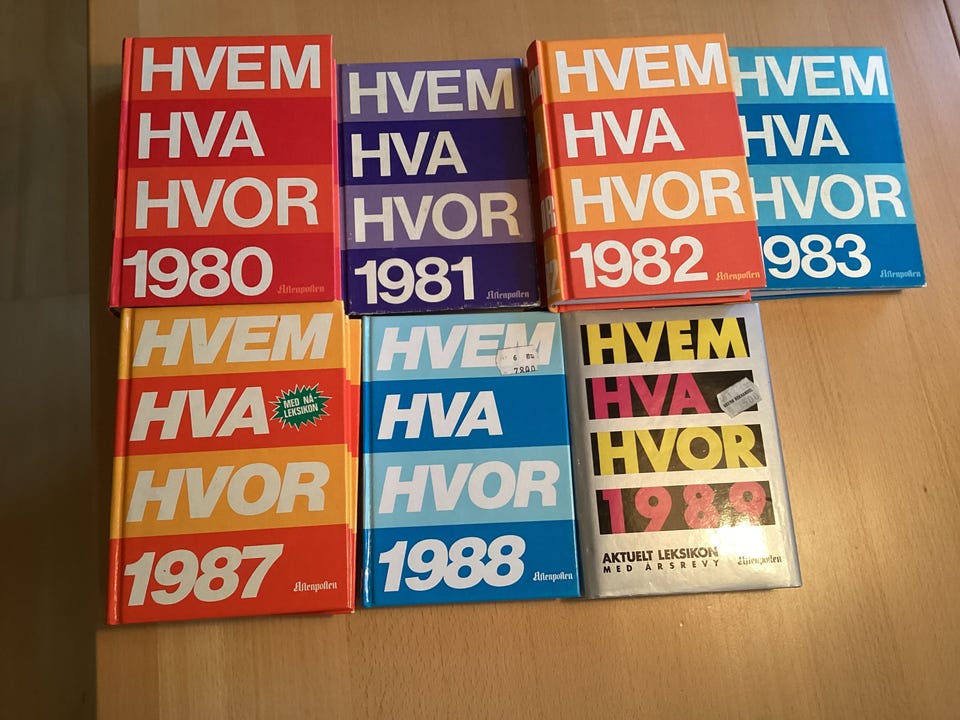 HVEM
HVA
HVOR
1980
Aftenposten
HVEM
HVA
HVOR
1981
Aftenposten
HVEM
HVA
HVOR
1982
Aftenposten
HVEM
HVA
HVOR
1983
Aftenposten
HVEM
HVA
MED NÅ-
LEKSIKON
HVOR
1987
Aftenposten
HVEM
HVA
HVOR
1988
Aftenposten
HVEM
HVA
HVOR
1989
AKTUELT LEKSIKON
MED ÅRSREVY
Aftenposten